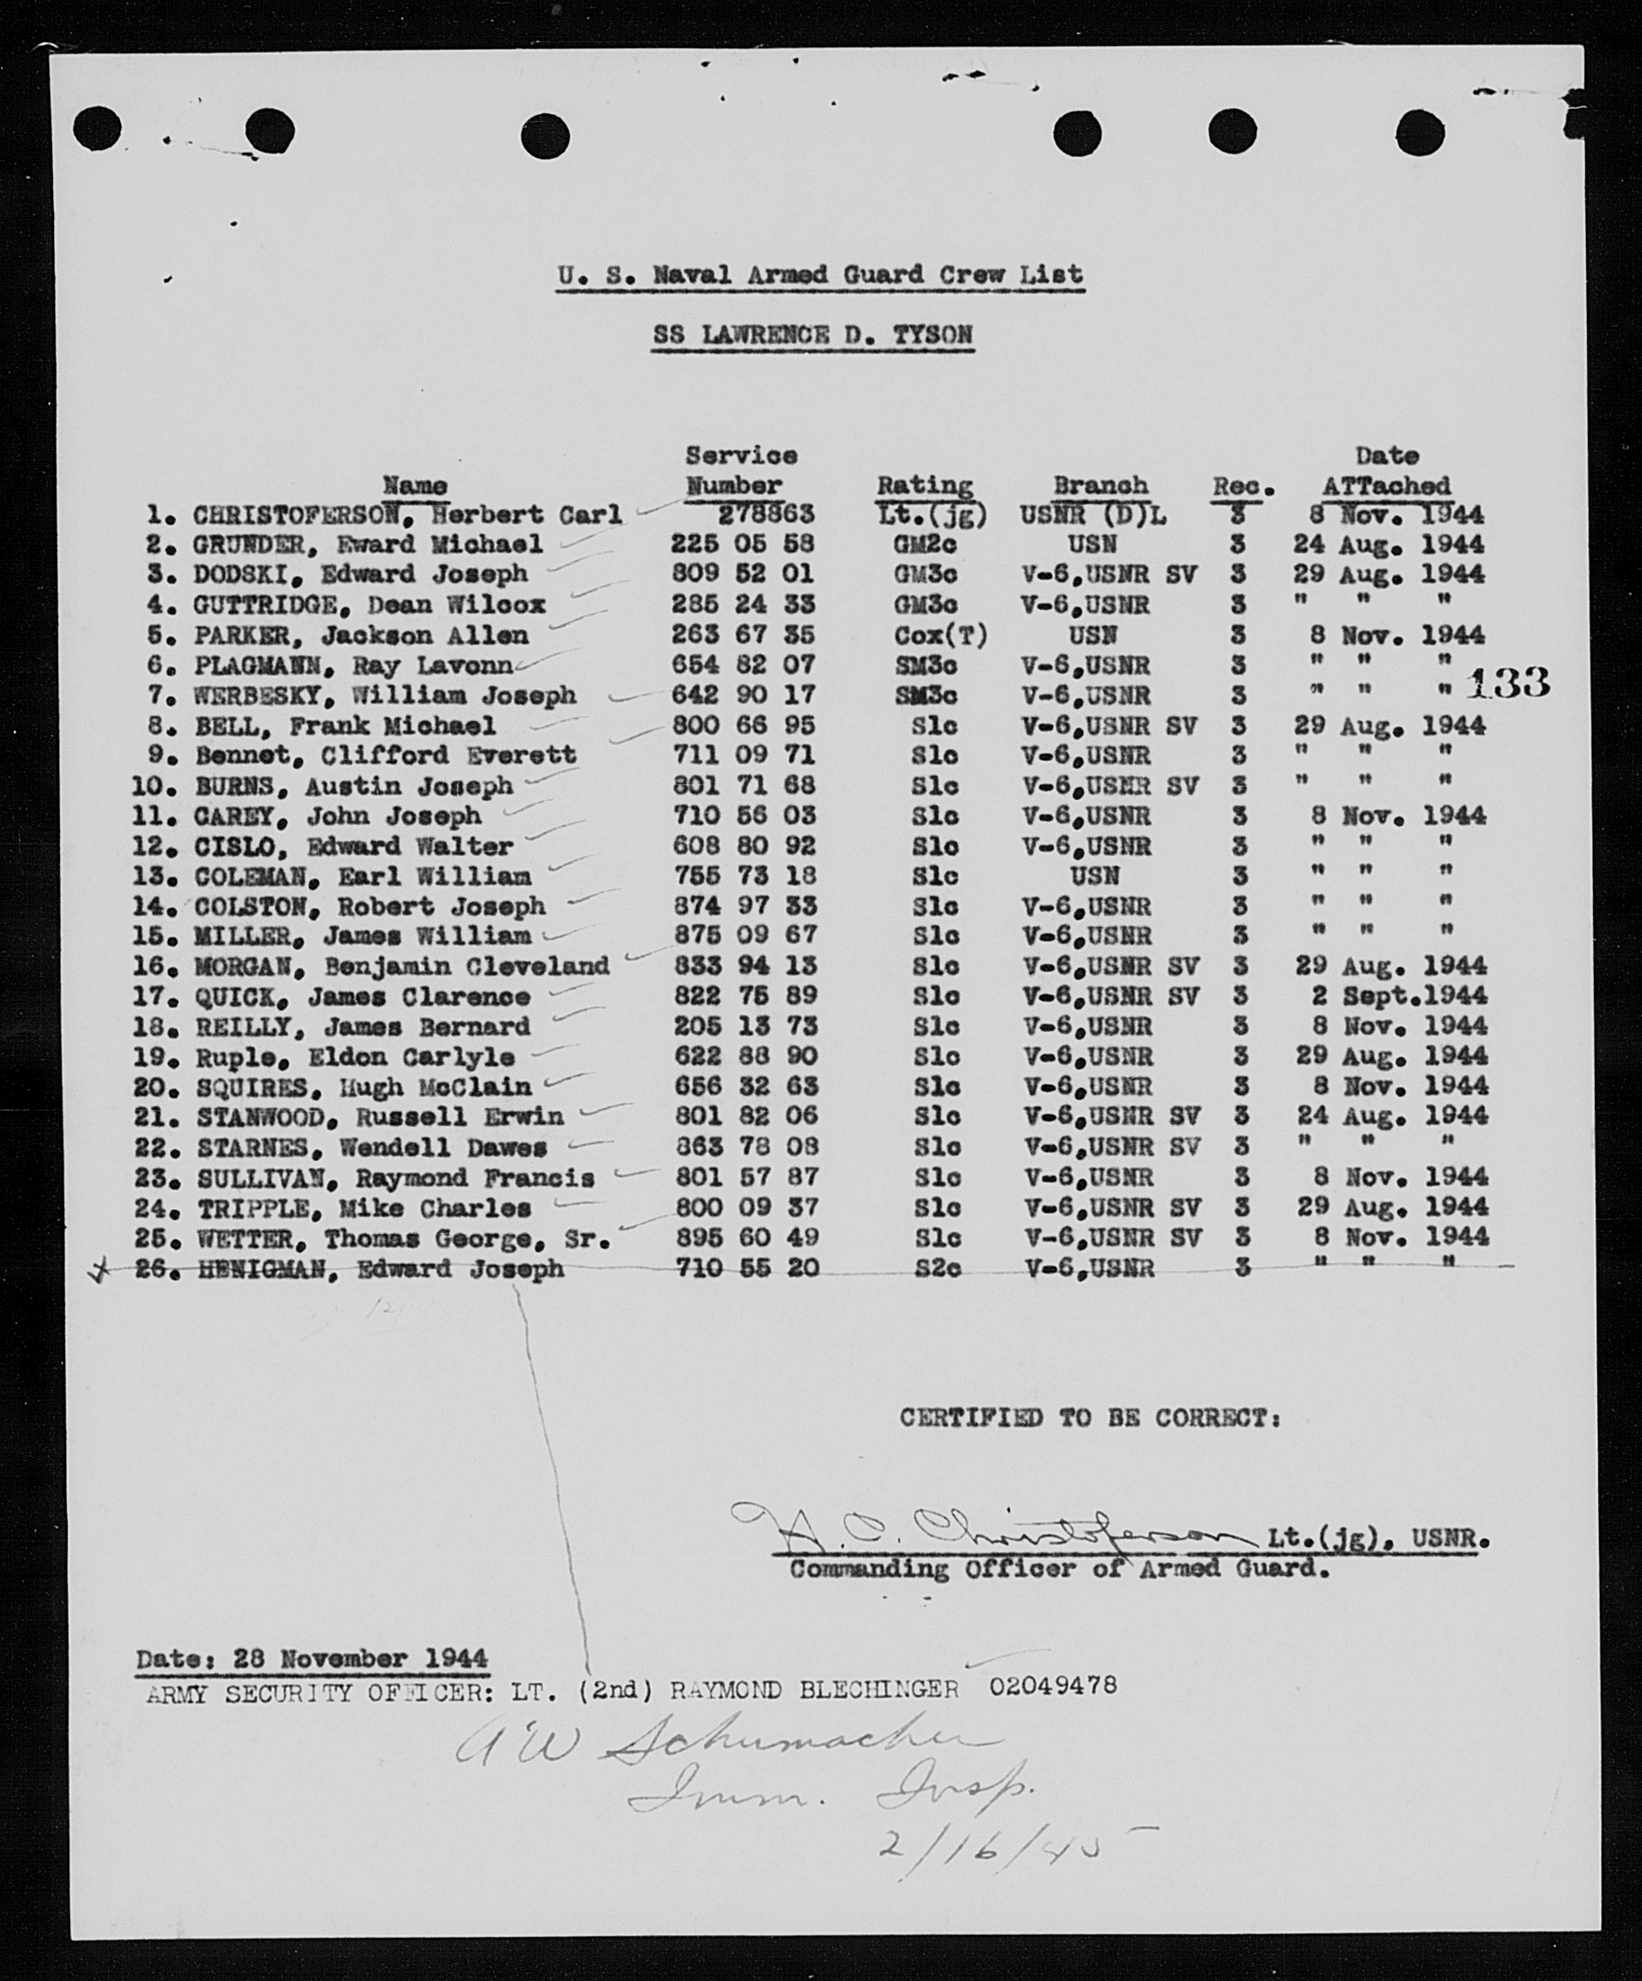 U. S. Naval Armed Guard Crew List
SS LAWRENCE D. TYSON
Service Date
Name Number Rating Branch Rec. ATTached
1. CHRISTOFERSON, Herbert Carl 278863 Lt.(jg) USNR (D)L 3 8 Nov. 1944
2. GRUNDER, Eward Michael 225 05 58 GM2c USN 3 24 Aug. 1944
3. DODSKI, Edward Joseph 809 52 01 GM3c V-6,USNR SV 3 29 Aug. 1944
4. GUTTRIDGE, Dean Wilcox 285 24 33 GM3c V-6,USNR 3 " " "
5. PARKER, Jackson Allen 263 67 35 Cox(T) USN 3 8 Nov. 1944
6. PLAGMANN, Ray Lavonn 654 82 07 SM3c V-6,USNR 3 " " "
7. WERBESKY, William Joseph 642 90 17 SM3c V-6,USNR 3 " " " 133
8. BELL, Frank Michael 800 66 95 S1c V-6,USNR SV 3 29 Aug. 1944
9. Bennet, Clifford Everett 711 09 71 S1c V-6,USNR 3 " " "
10. BURNS, Austin Joseph 801 71 68 S1c V-6,USNR SV 3 " " "
11. CAREY, John Joseph 710 56 03 S1c V-6,USNR 3 8 Nov. 1944
12. CISLO, Edward Walter 608 80 92 S1c V-6,USNR 3 " " "
13. COLEMAN, Earl William 755 73 18 S1c USN 3 " " "
14. COLSTON, Robert Joseph 874 97 33 S1c V-6,USNR 3 " " "
15. MILLER, James William 875 09 67 S1c V-6,USNR 3 " " "
16. MORGAN, Benjamin Cleveland 833 94 13 S1c V-6,USNR SV 3 29 Aug. 1944
17. QUICK, James Clarence 822 75 89 S1c V-6,USNR SV 3 2 Sept.1944
18. REILLY, James Bernard 205 13 73 S1c V-6,USNR 3 8 Nov. 1944
19. Ruple, Eldon Carlyle 622 88 90 S1c V-6,USNR 3 29 Aug. 1944
20. SQUIRES, Hugh McClain 656 32 63 S1c V-6,USNR 3 8 Nov. 1944
21. STANWOOD, Russell Erwin 801 82 06 S1c V-6,USNR SV 3 24 Aug. 1944
22. STARNES, Wendell Dawes 863 78 08 S1c V-6,USNR SV 3 " " "
23. SULLIVAN, Raymond Francis 801 57 87 S1c V-6,USNR 3 8 Nov. 1944
24. TRIPPLE, Mike Charles 800 09 37 S1c V-6,USNR SV 3 29 Aug. 1944
25. WETTER, Thomas George, Sr. 895 60 49 S1c V-6,USNR SV 3 8 Nov. 1944
26. HENIGMAN, Edward Joseph 710 55 20 S2c V-6,USNR 3 " " "
CERTIFIED TO BE CORRECT:
H. C. Christoferson Lt.(jg), USNR.
Commanding Officer of Armed Guard.
Date: 28 November 1944
ARMY SECURITY OFFICER: LT. (2nd) RAYMOND BLECHINGER 02049478
A W Schumacher
Imm. Insp.
2/16/45